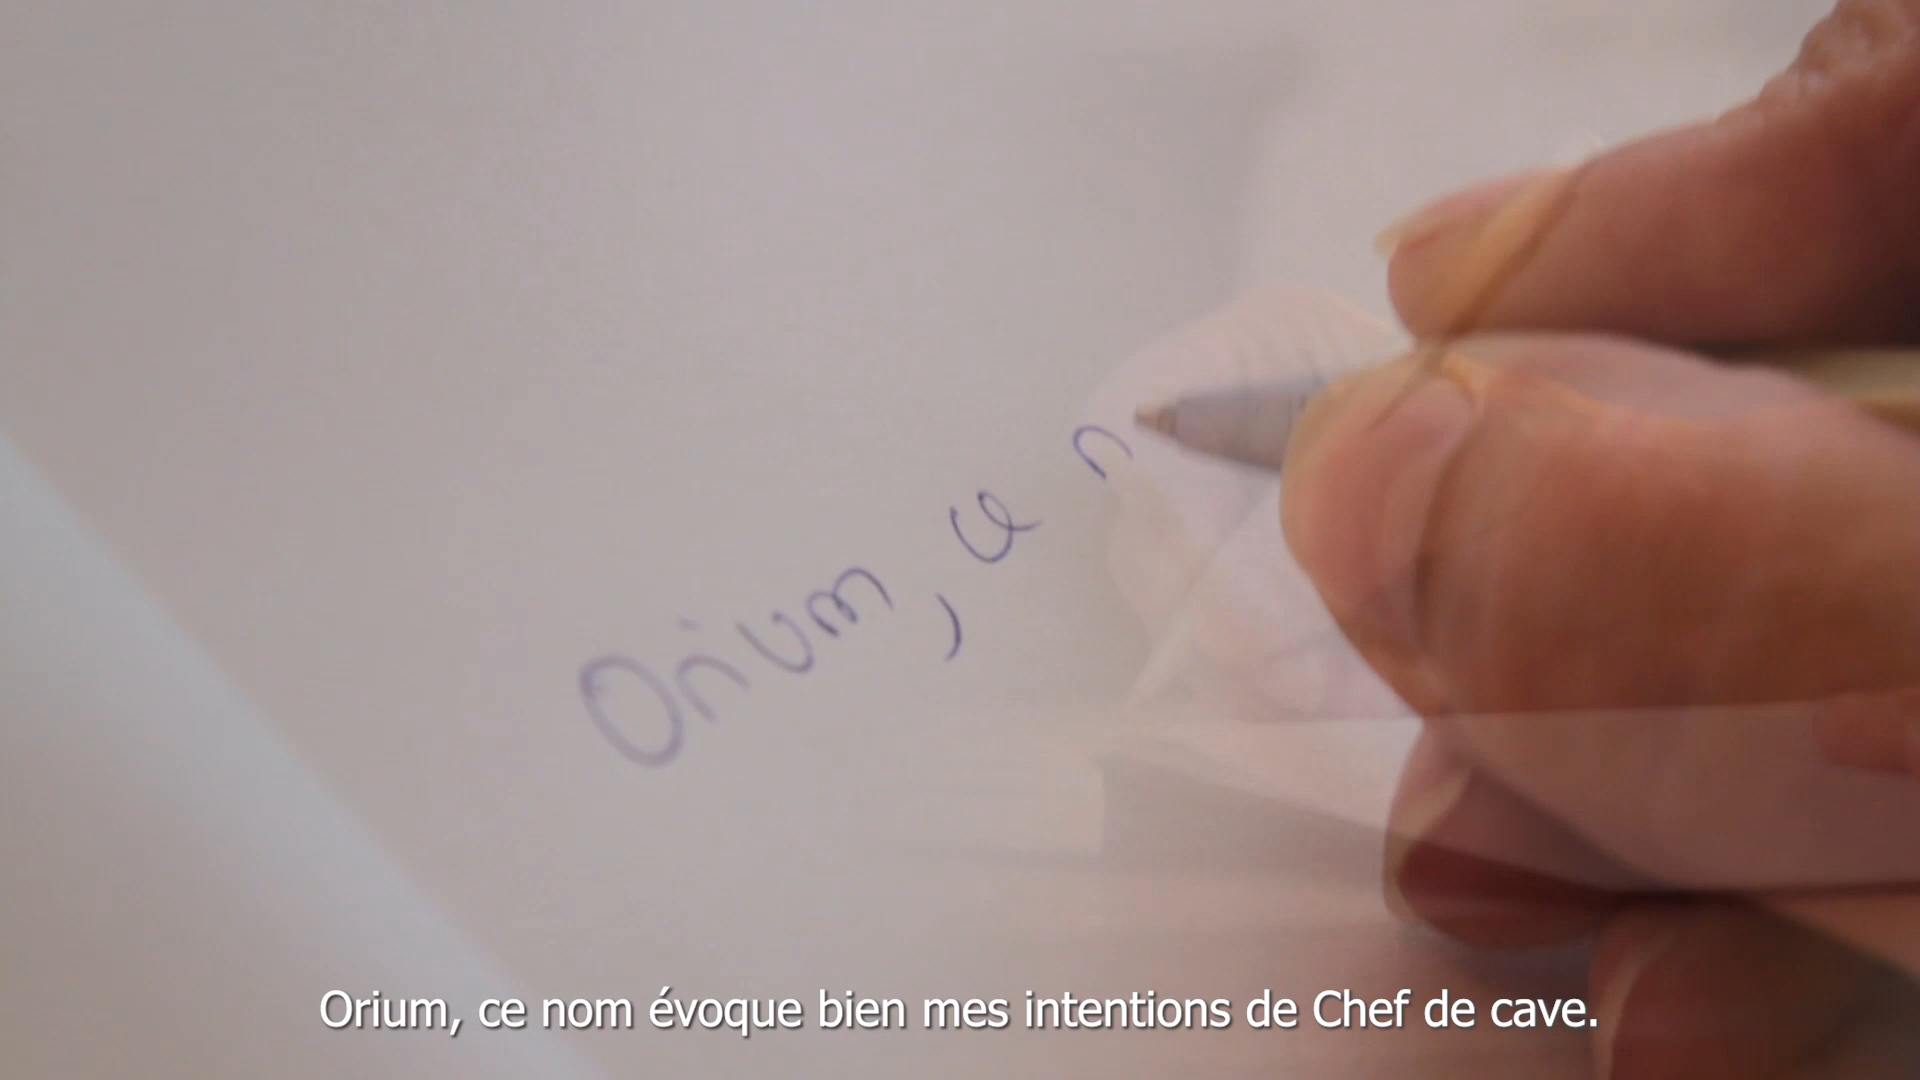 Orium, ce n
Orium, ce nom évoque bien mes intentions de Chef de cave.